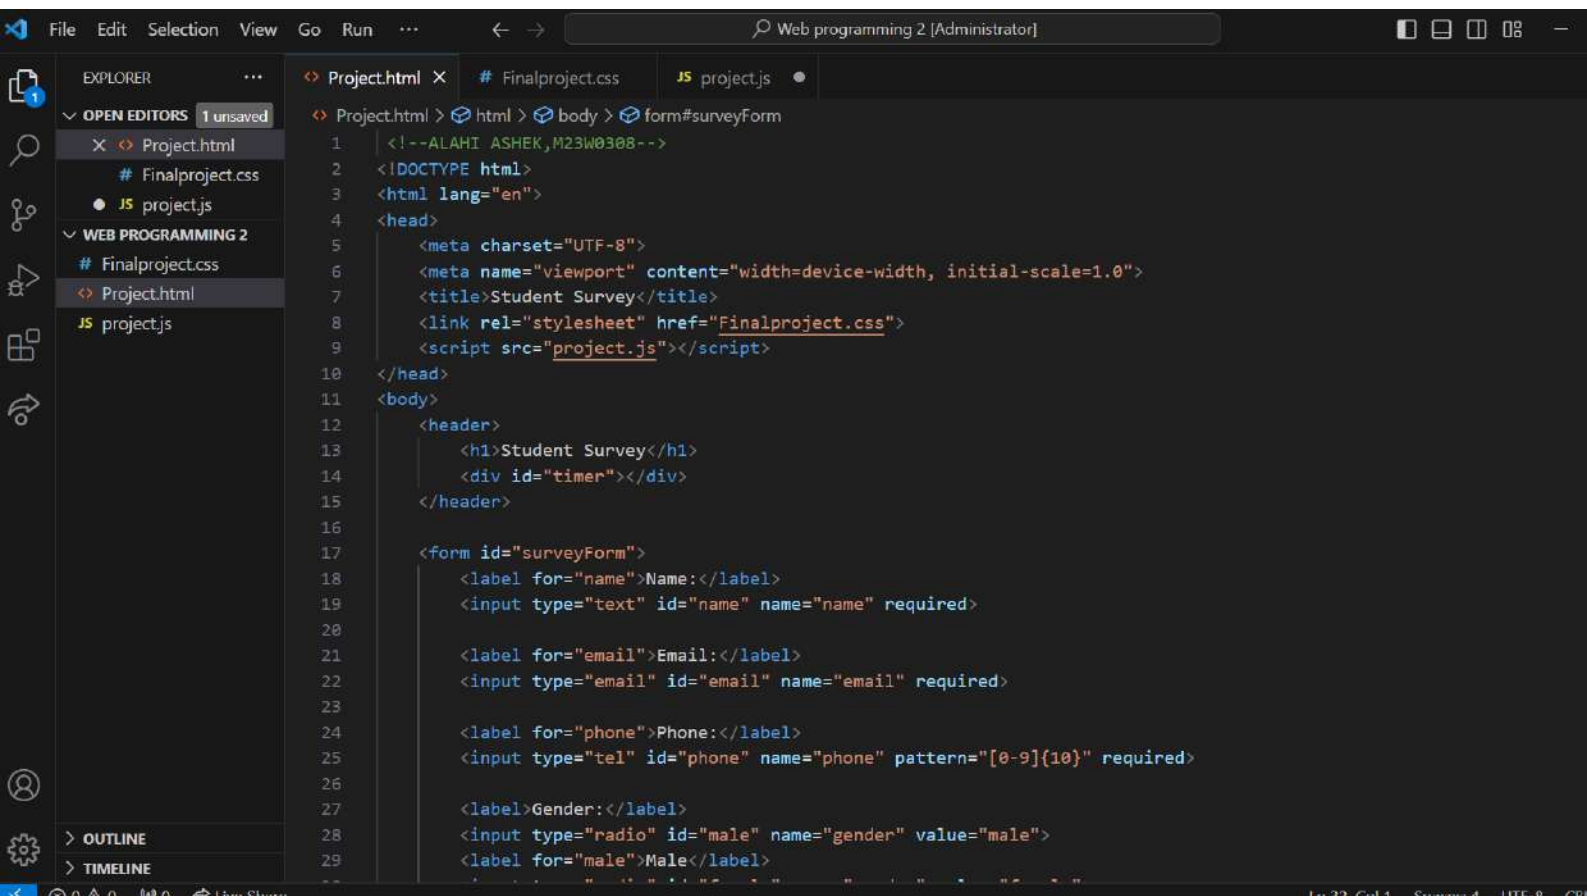 File Edit Selection View Go Run ··· ← → Web programming 2 [Administrator]
EXPLORER ···
OPEN EDITORS 1 unsaved
Project.html
# Finalproject.css
JS project.js
WEB PROGRAMMING 2
# Finalproject.css
Project.html
JS project.js
OUTLINE
TIMELINE
1
Project.html # Finalproject.css JS project.js
Project.html > html > body > form#surveyForm
1 <!--ALAHI ASHEK,M23W0308-->
2 <!DOCTYPE html>
3 <html lang="en">
4 <head>
5 <meta charset="UTF-8">
6 <meta name="viewport" content="width=device-width, initial-scale=1.0">
7 <title>Student Survey</title>
8 <link rel="stylesheet" href="Finalproject.css">
9 <script src="project.js"></script>
10 </head>
11 <body>
12 <header>
13 <h1>Student Survey</h1>
14 <div id="timer"></div>
15 </header>
16
17 <form id="surveyForm">
18 <label for="name">Name:</label>
19 <input type="text" id="name" name="name" required>
20
21 <label for="email">Email:</label>
22 <input type="email" id="email" name="email" required>
23
24 <label for="phone">Phone:</label>
25 <input type="tel" id="phone" name="phone" pattern="[0-9]{10}" required>
26
27 <label>Gender:</label>
28 <input type="radio" id="male" name="gender" value="male">
29 <label for="male">Male</label>
Live Share